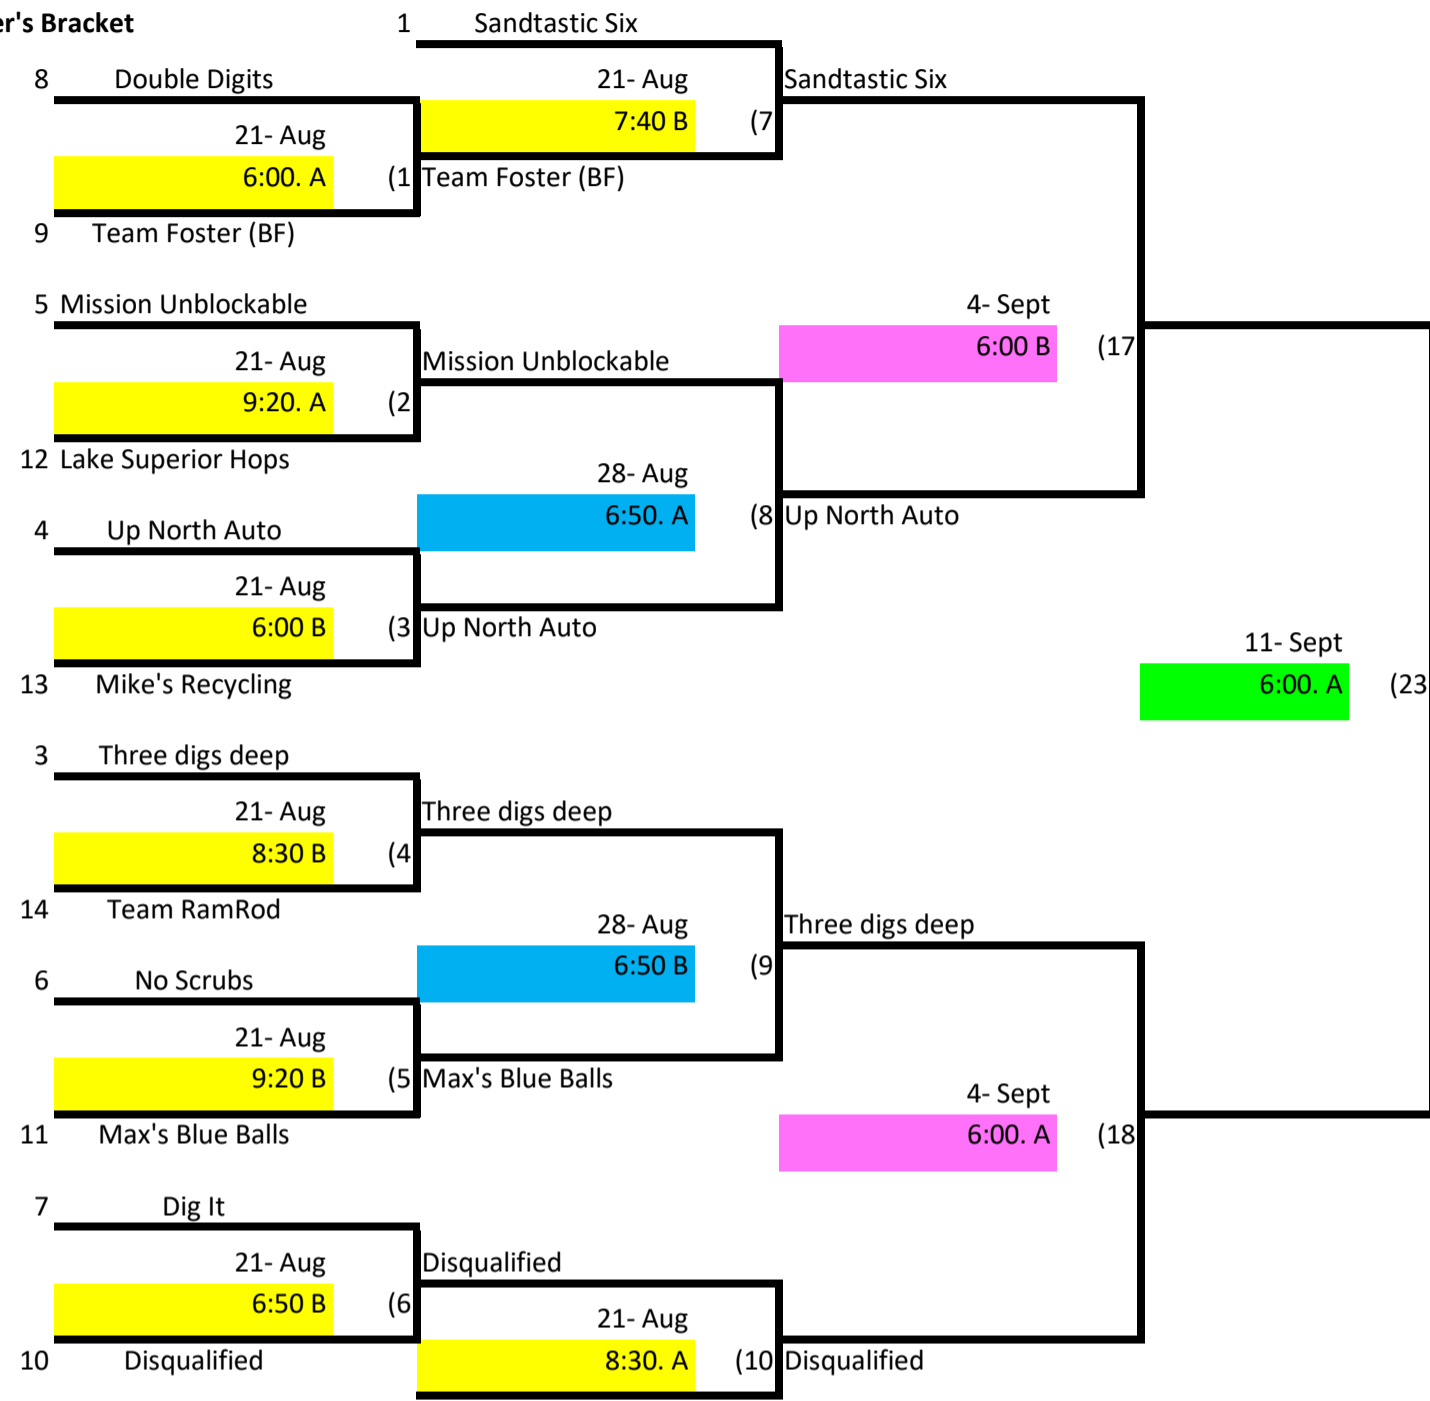 er's Bracket
1 Sandtastic Six
8 Double Digits
21- Aug
Sandtastic Six
21- Aug
7:40 B (7
6:00. A (1
Team Foster (BF)
9 Team Foster (BF)
5 Mission Unblockable
4- Sept
6:00 B (17
21- Aug
Mission Unblockable
9:20. A (2
12 Lake Superior Hops
28- Aug
6:50. A (8
Up North Auto
4 Up North Auto
21- Aug
6:00 B (3
Up North Auto
11- Sept
6:00. A (23
13 Mike's Recycling
3 Three digs deep
21- Aug
Three digs deep
8:30 B (4
14 Team RamRod
28- Aug
Three digs deep
6:50 B (9
6 No Scrubs
21- Aug
9:20 B (5
Max's Blue Balls
4- Sept
6:00. A (18
11 Max's Blue Balls
7 Dig It
21- Aug
Disqualified
6:50 B (6
21- Aug
8:30. A (10
Disqualified
10 Disqualified